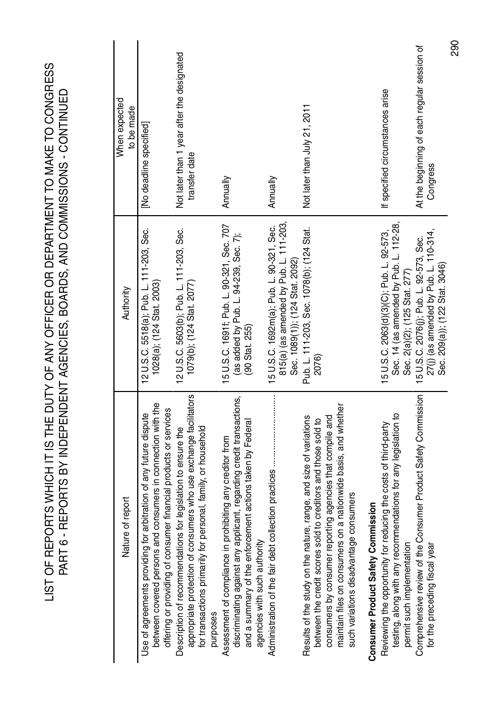 LIST OF REPORTS WHICH IT IS THE DUTY OF ANY OFFICER OR DEPARTMENT TO MAKE TO CONGRESS
PART 6 - REPORTS BY INDEPENDENT AGENCIES, BOARDS, AND COMMISSIONS - CONTINUED
Nature of report
Authority
When expected
to be made
Use of agreements providing for arbitration of any future dispute
between covered persons and consumers in connection with the
offering or providing of consumer financial products or services
12 U.S.C. 5518(a); Pub. L. 111-203, Sec.
1028(a); (124 Stat. 2003)
[No deadline specified]
Description of recommendations for legislation to ensure the
appropriate protection of consumers who use exchange facilitators
for transactions primarily for personal, family, or household
purposes
12 U.S.C. 5603(b); Pub. L. 111-203, Sec.
1079(b); (124 Stat. 2077)
Not later than 1 year after the designated
transfer date
Assessment of compliance in prohibiting any creditor from
discriminating against any applicant, regarding credit transactions,
and a summary of the enforcement actions taken by Federal
agencies with such authority
15 U.S.C. 1691f; Pub. L. 90-321, Sec. 707
(as added by Pub. L. 94-239, Sec. 7);
(90 Stat. 255)
Annually
Administration of the fair debt collection practices
15 U.S.C. 1692m(a); Pub. L. 90-321, Sec.
815(a) (as amended by Pub. L. 111-203,
Sec. 1089(1)); (124 Stat. 2092)
Annually
Results of the study on the nature, range, and size of variations
between the credit scores sold to creditors and those sold to
consumers by consumer reporting agencies that compile and
maintain files on consumers on a nationwide basis, and whether
such variations disadvantage consumers
Pub. L. 111-203, Sec. 1078(b); (124 Stat.
2076)
Not later than July 21, 2011
Consumer Product Safety Commission
Reviewing the opportunity for reducing the costs of third-party
testing, along with any recommendations for any legislation to
permit such implementation
15 U.S.C. 2063(d)(3)(C); Pub. L. 92-573,
Sec. 14 (as amended by Pub. L. 112-28,
Sec. 2(a)(2); (125 Stat. 277)
If specified circumstances arise
Comprehensive review of the Consumer Product Safety Commission
for the preceding fiscal year
15 U.S.C. 2076(j); Pub. L. 92-573, Sec.
27(j) (as amended by Pub. L. 110-314,
Sec. 209(a)); (122 Stat. 3046)
At the beginning of each regular session of
Congress
290